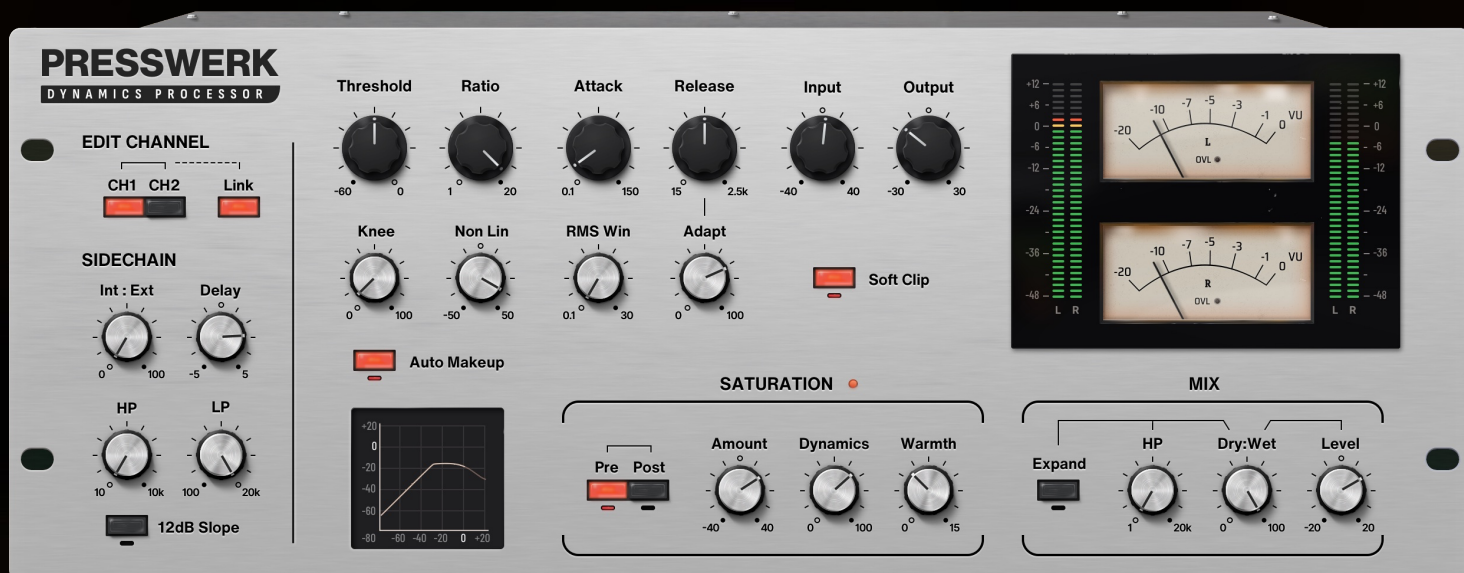 PRESSWERK
DYNAMICS PROCESSOR
EDIT CHANNEL
CH1 CH2 Link
SIDECHAIN
Int : Ext Delay
0 100 -5 5
HP LP
10 10k 100 20k
12dB Slope
Threshold Ratio Attack Release Input Output
-60 0 1 20 0.1 150 15 2.5k -40 40 -30 30
Knee Non Lin RMS Win Adapt
0 100 -50 50 0.1 30 0 100
Soft Clip
Auto Makeup
+20
0
-20
-40
-60
-80 -60 -40 -20 0 +20
+12
+6
0
-6
-12
-24
-36
-48
L R
-20 -10 -7 -5 -3 -1 0 VU
L
OVL
-20 -10 -7 -5 -3 -1 0 VU
R
OVL
+12
+6
0
-6
-12
-24
-36
-48
L R
SATURATION
Pre Post
Amount Dynamics Warmth
-40 40 0 100 0 15
MIX
Expand
HP Dry:Wet Level
1 20k 0 100 -20 20